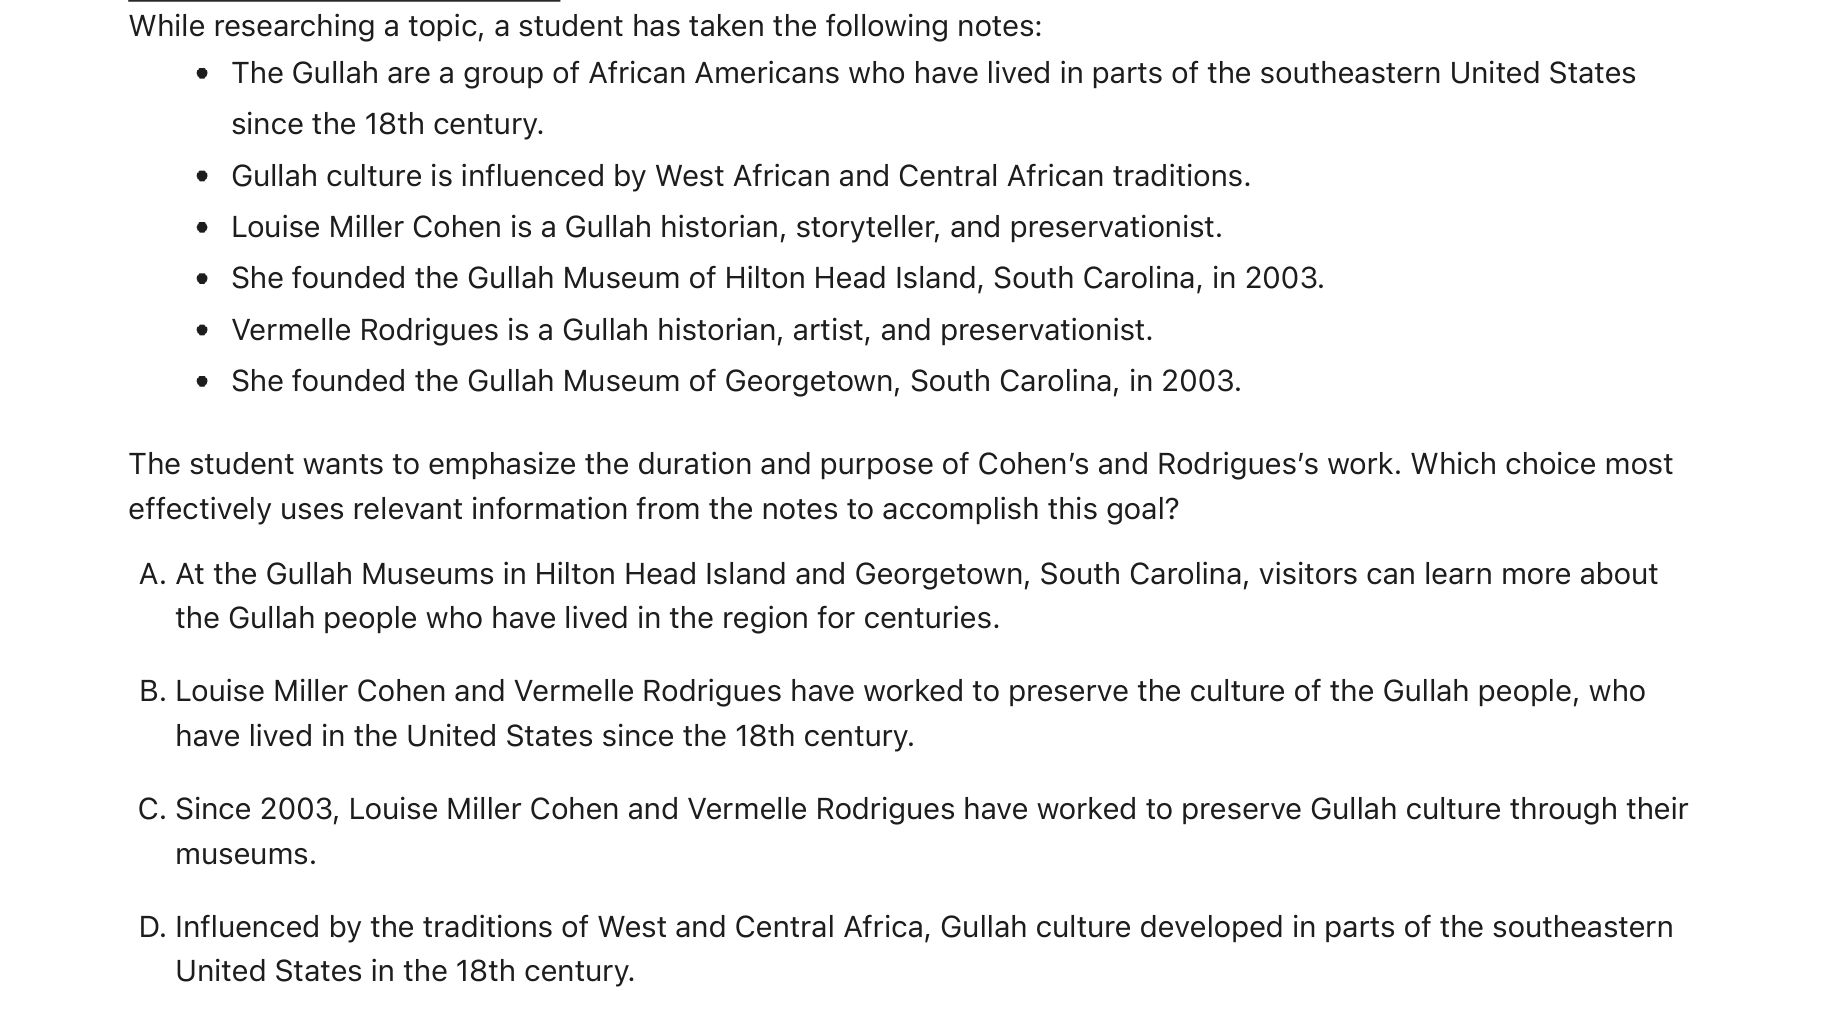 While researching a topic, a student has taken the following notes:
• The Gullah are a group of African Americans who have lived in parts of the southeastern United States
since the 18th century.
• Gullah culture is influenced by West African and Central African traditions.
• Louise Miller Cohen is a Gullah historian, storyteller, and preservationist.
• She founded the Gullah Museum of Hilton Head Island, South Carolina, in 2003.
• Vermelle Rodrigues is a Gullah historian, artist, and preservationist.
• She founded the Gullah Museum of Georgetown, South Carolina, in 2003.
The student wants to emphasize the duration and purpose of Cohen’s and Rodrigues’s work. Which choice most
effectively uses relevant information from the notes to accomplish this goal?
A. At the Gullah Museums in Hilton Head Island and Georgetown, South Carolina, visitors can learn more about
the Gullah people who have lived in the region for centuries.
B. Louise Miller Cohen and Vermelle Rodrigues have worked to preserve the culture of the Gullah people, who
have lived in the United States since the 18th century.
C. Since 2003, Louise Miller Cohen and Vermelle Rodrigues have worked to preserve Gullah culture through their
museums.
D. Influenced by the traditions of West and Central Africa, Gullah culture developed in parts of the southeastern
United States in the 18th century.